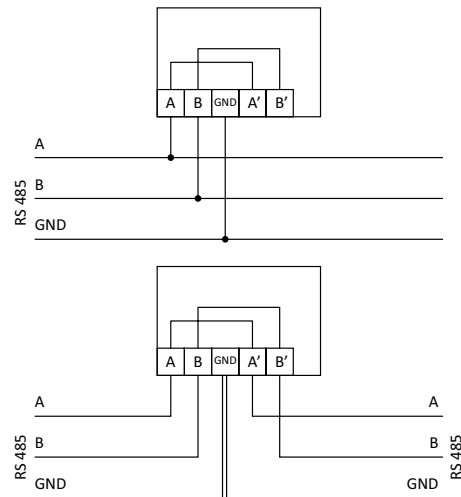 A B GND A’ B’
A
B
GND
RS 485
A B GND A’ B’
A A
B B
GND GND
RS 485 RS 485